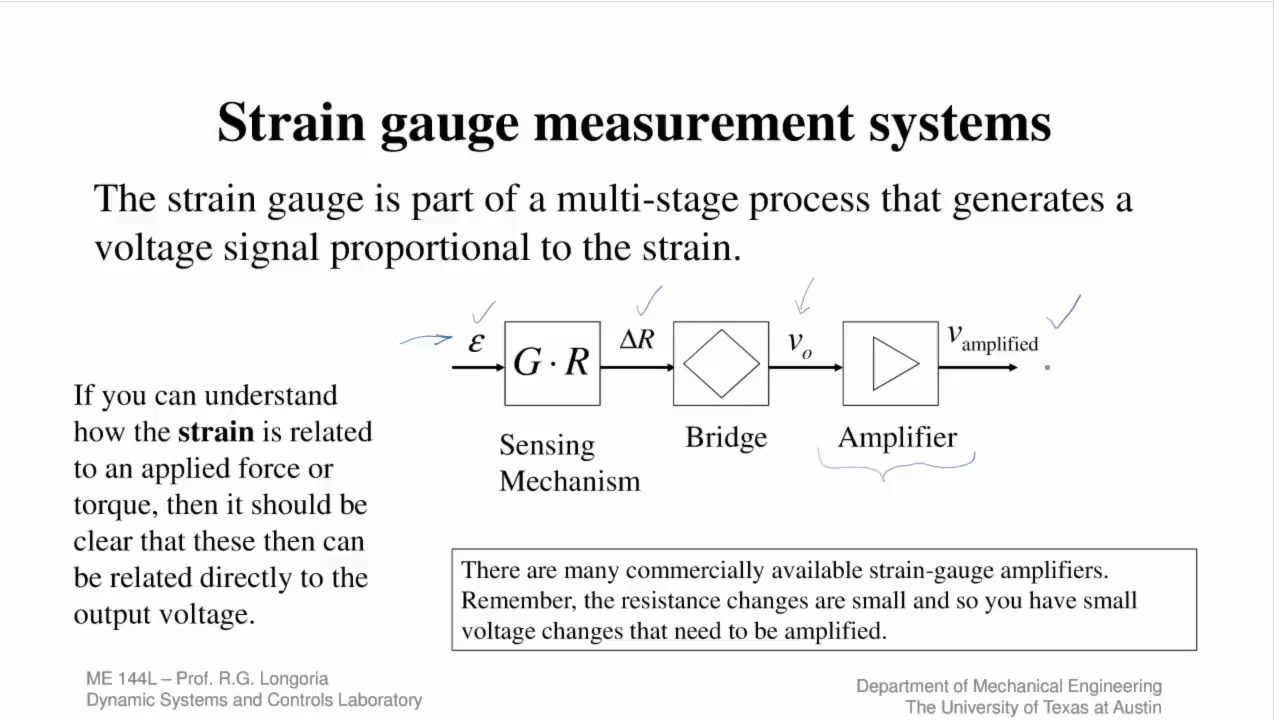 Strain gauge measurement systems
The strain gauge is part of a multi-stage process that generates a
voltage signal proportional to the strain.
ε
G · R
ΔR
v_o
v_amplified
Sensing
Mechanism
Bridge
Amplifier
If you can understand
how the strain is related
to an applied force or
torque, then it should be
clear that these then can
be related directly to the
output voltage.
There are many commercially available strain-gauge amplifiers.
Remember, the resistance changes are small and so you have small
voltage changes that need to be amplified.
ME 144L – Prof. R.G. Longoria
Dynamic Systems and Controls Laboratory
Department of Mechanical Engineering
The University of Texas at Austin